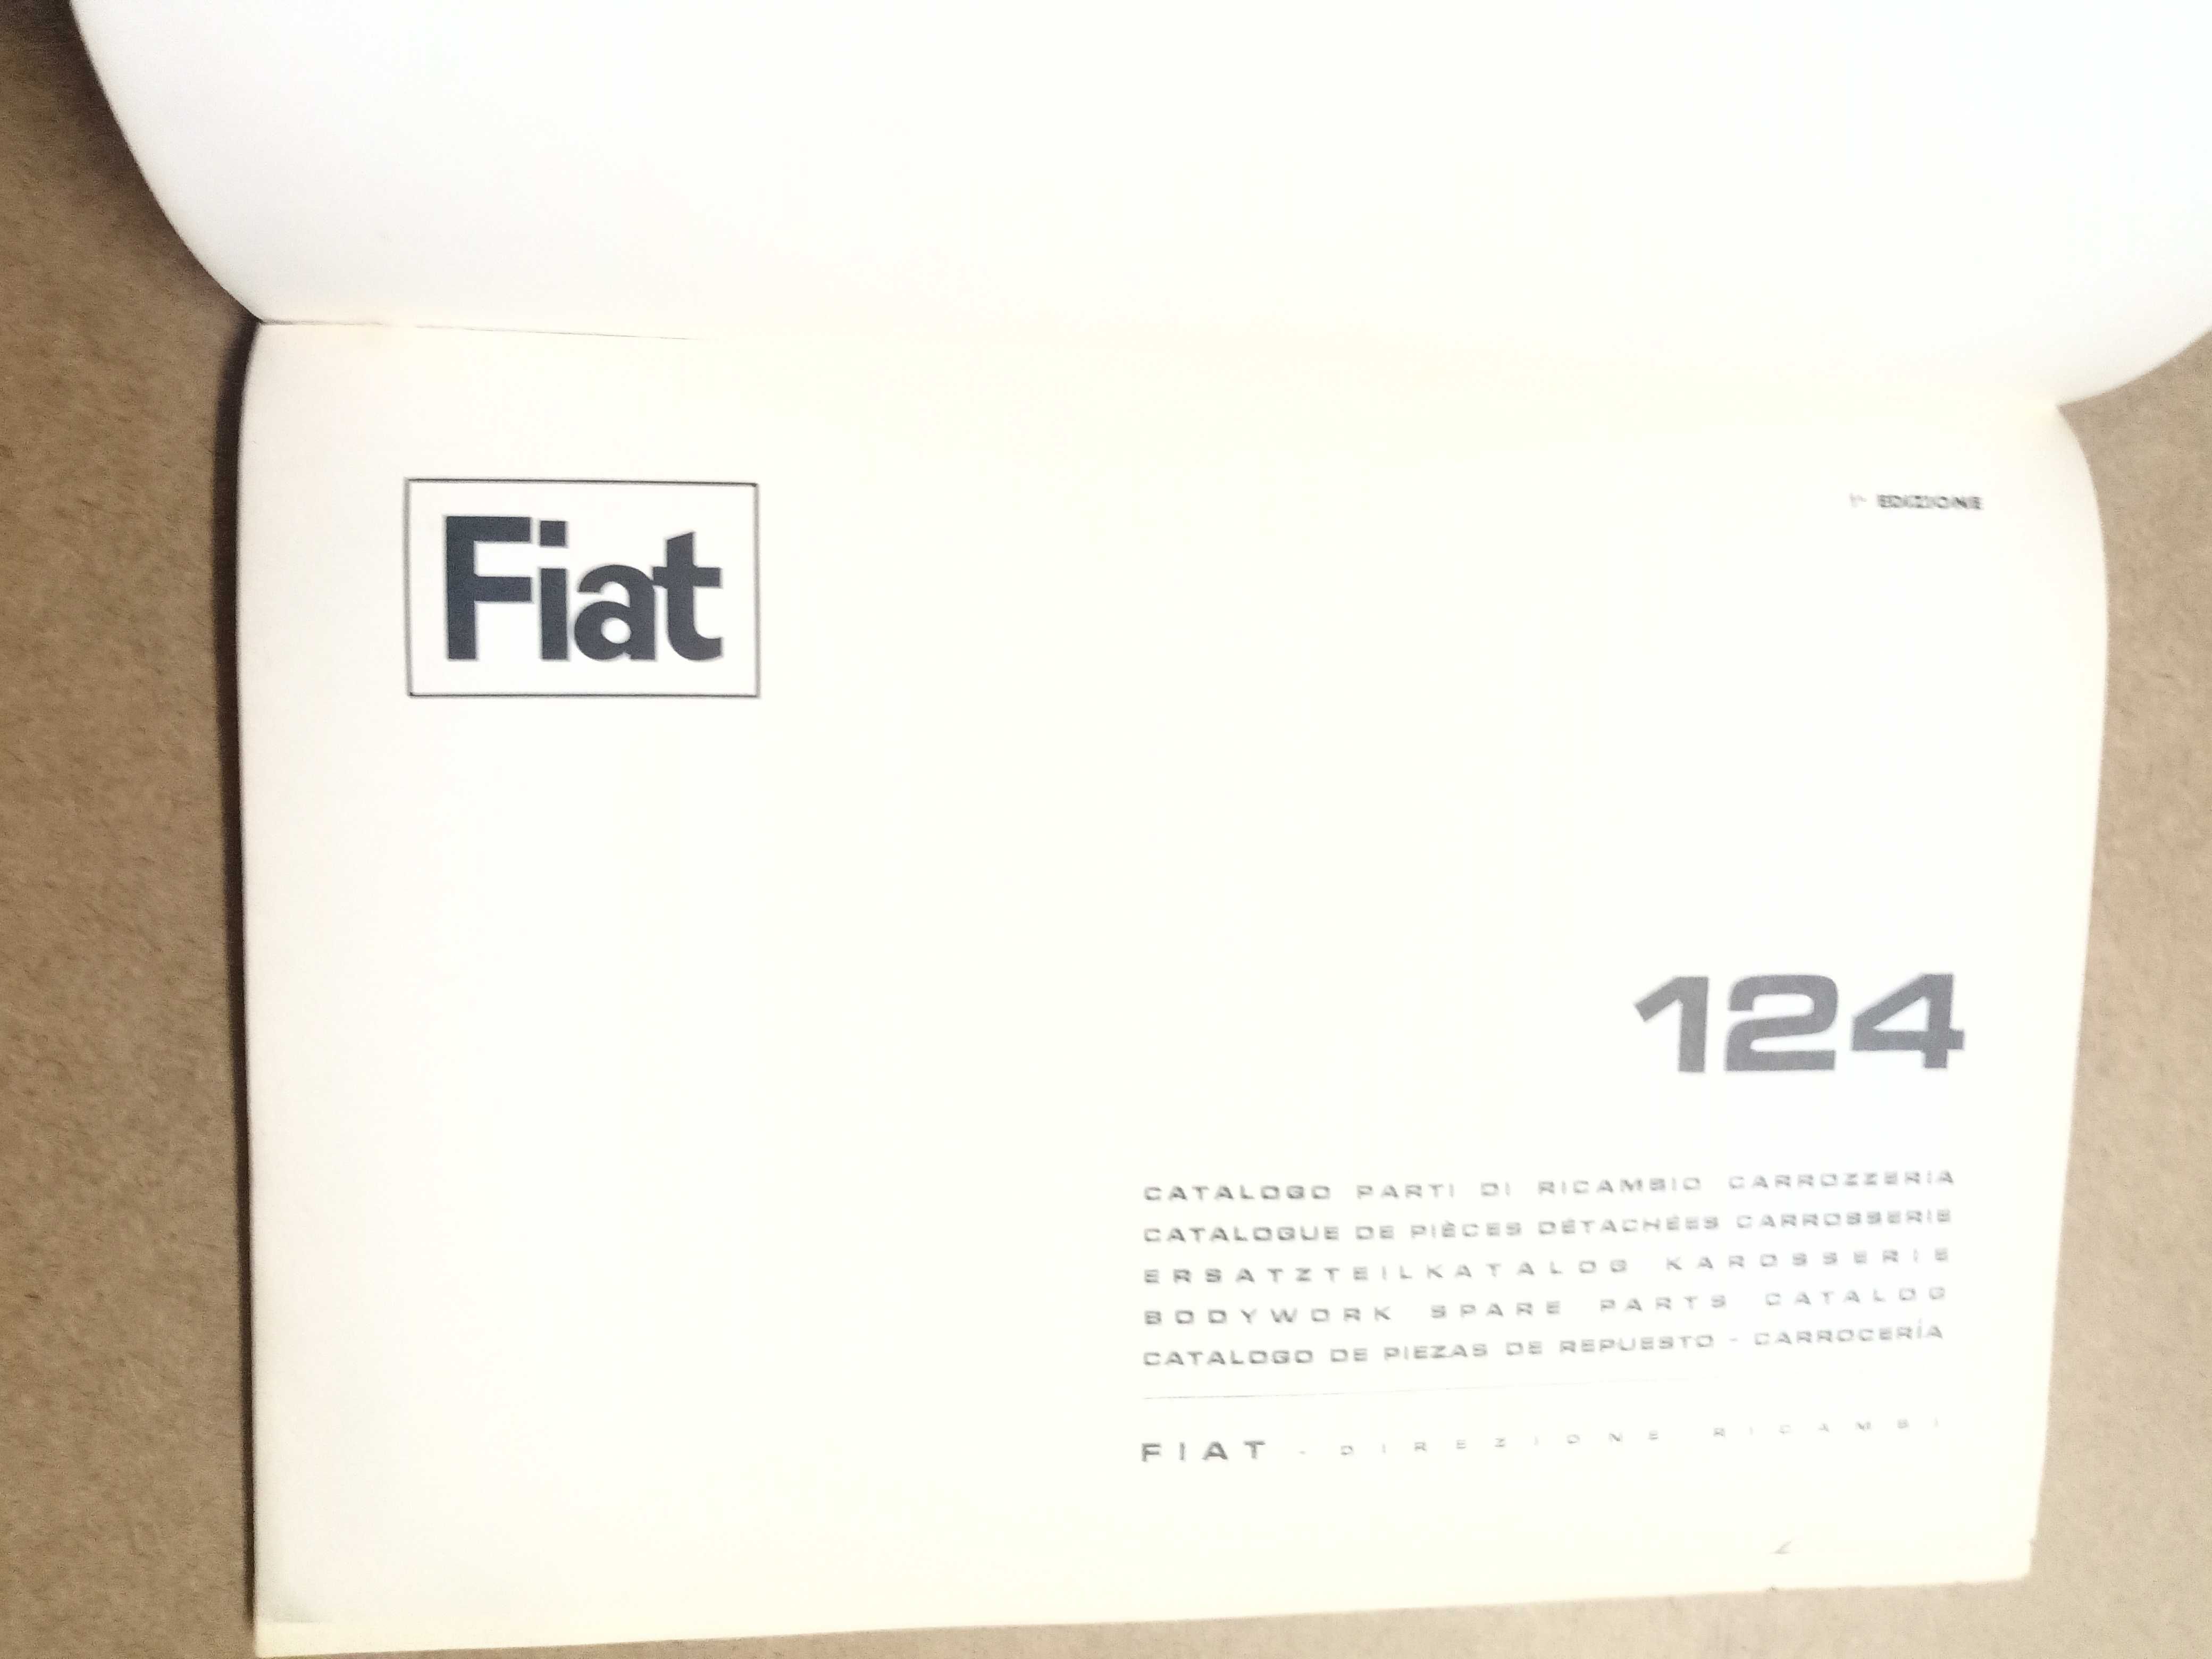 Fiat
1ª EDIZIONE
124
CATALOGO PARTI DI RICAMBIO CARROZZERIA
CATALOGUE DE PIÈCES DÉTACHÉES CARROSSERIE
ERSATZTEILKATALOG KAROSSERIE
BODYWORK SPARE PARTS CATALOG
CATALOGO DE PIEZAS DE REPUESTO - CARROCERÍA
FIAT - DIREZIONE RICAMBI